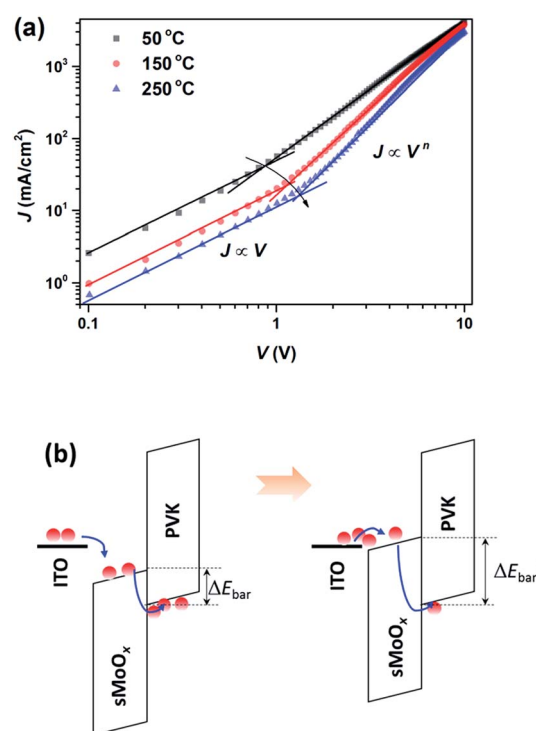 (a)
50 °C
150 °C
250 °C
J (mA/cm²)
10³
10²
10¹
10⁰
J ∝ Vⁿ
J ∝ V
0.1
1
10
V (V)
(b)
PVK
ITO
ΔE_bar
sMoOₓ
PVK
ITO
ΔE_bar
sMoOₓ